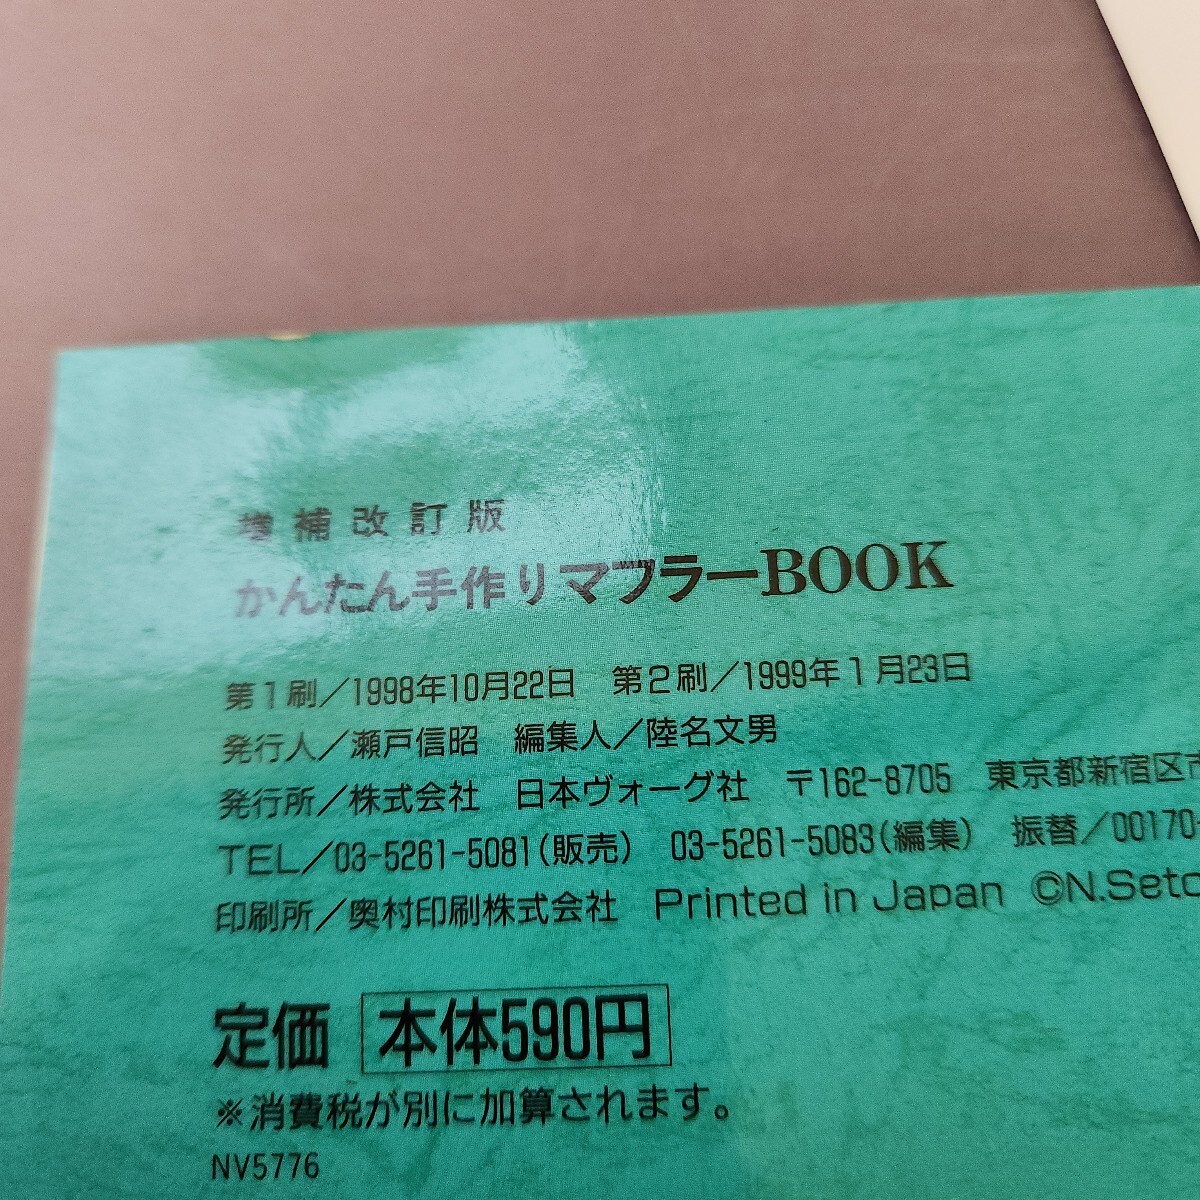 増補改訂版
かんたん手作りマフラーBOOK
第1刷／1998年10月22日　第2刷／1999年1月23日
発行人／瀬戸信昭　編集人／陸名文男
発行所／株式会社　日本ヴォーグ社　〒162-8705　東京都新宿区市
TEL／03-5261-5081（販売）　03-5261-5083（編集）　振替／00170-
印刷所／奥村印刷株式会社　Printed in Japan　©N.Seto
定価　本体590円
※消費税が別に加算されます。
NV5776